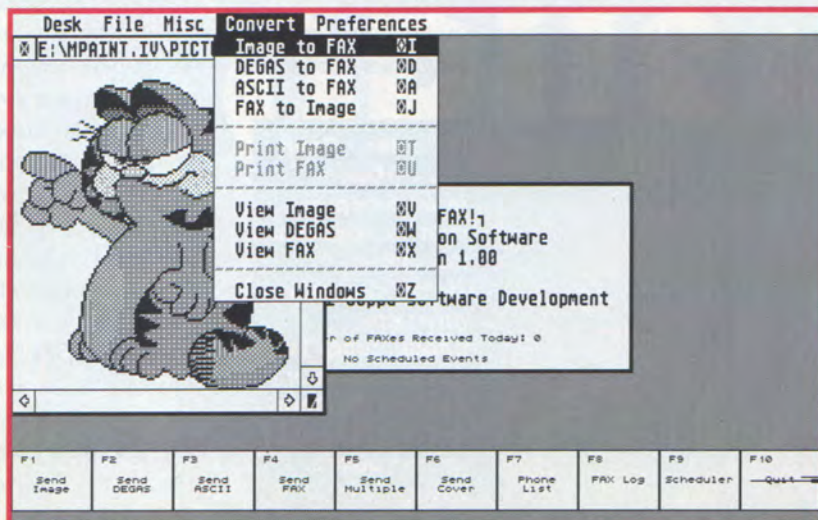 Desk File Misc Convert Preferences
E:\MPAINT.IV\PICTU
Image to FAX I
DEGAS to FAX D
ASCII to FAX A
FAX to Image J
Print Image T
Print FAX U
View Image V
View DEGAS W
View FAX X
Close Windows Z
FAX!
on Software
n 1.00
Software Development
r of FAXes Received Today: 0
No Scheduled Events
F1 F2 F3 F4 F5 F6 F7 F8 F9 F10
Send Image Send DEGAS Send ASCII Send FAX Send Multiple Send Cover Phone List FAX Log Scheduler Quit